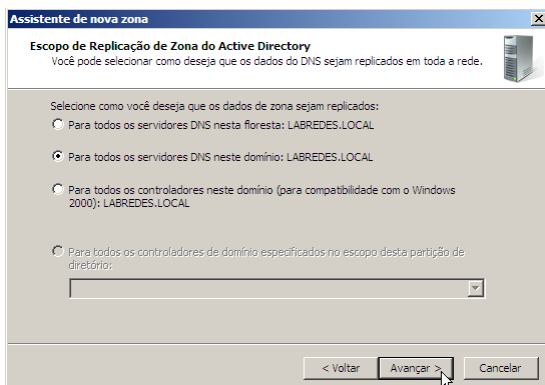 Assistente de nova zona
Escopo de Replicação de Zona do Active Directory
Você pode selecionar como deseja que os dados do DNS sejam replicados em toda a rede.
Selecione como você deseja que os dados de zona sejam replicados:
Para todos os servidores DNS nesta floresta: LABREDES.LOCAL
Para todos os servidores DNS neste domínio: LABREDES.LOCAL
Para todos os controladores neste domínio (para compatibilidade com o Windows
2000): LABREDES.LOCAL
Para todos os controladores de domínio especificados no escopo desta partição de
diretório:
< Voltar
Avançar >
Cancelar